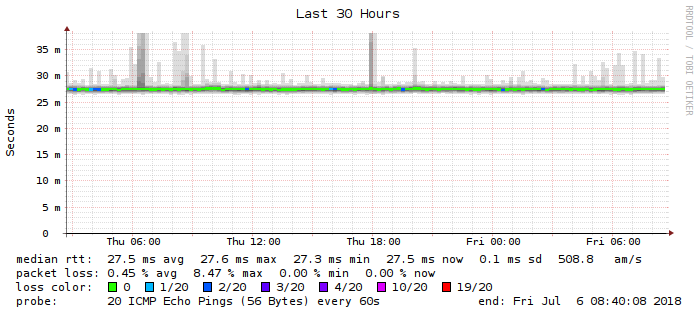 Last 30 Hours
RRDTOOL / TOBI OETIKER
Seconds
35 m
30 m
25 m
20 m
15 m
10 m
5 m
0
Thu 06:00 Thu 12:00 Thu 18:00 Fri 00:00 Fri 06:00
median rtt: 27.5 ms avg 27.6 ms max 27.3 ms min 27.5 ms now 0.1 ms sd 508.8 am/s
packet loss: 0.45 % avg 8.47 % max 0.00 % min 0.00 % now
loss color: 0 1/20 2/20 3/20 4/20 10/20 19/20
probe: 20 ICMP Echo Pings (56 Bytes) every 60s end: Fri Jul 6 08:40:08 2018